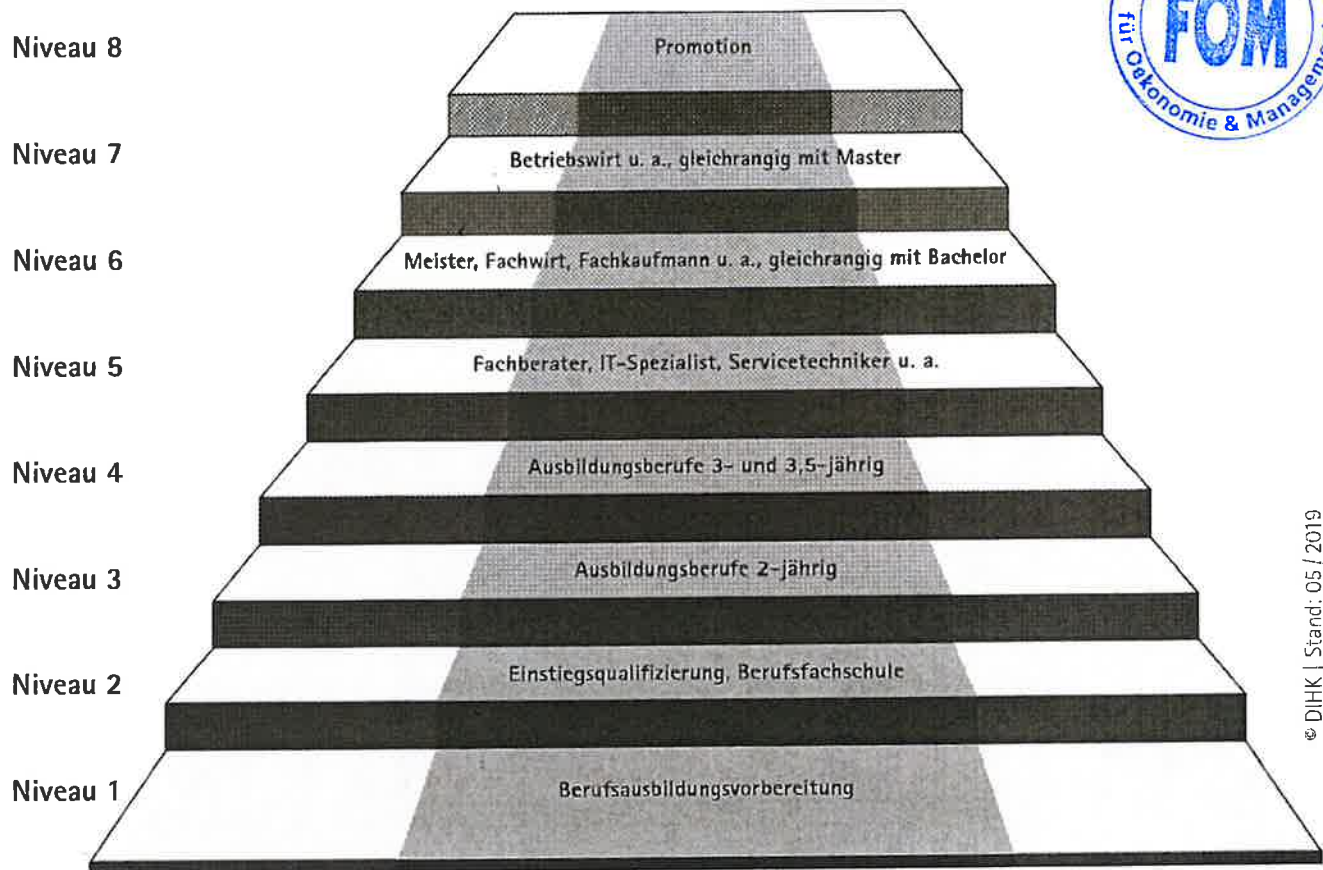 FOM
für Oekonomie & Management
Niveau 8
Promotion
Niveau 7
Betriebswirt u. a., gleichrangig mit Master
Niveau 6
Meister, Fachwirt, Fachkaufmann u. a., gleichrangig mit Bachelor
Niveau 5
Fachberater, IT-Spezialist, Servicetechniker u. a.
Niveau 4
Ausbildungsberufe 3- und 3,5-jährig
Niveau 3
Ausbildungsberufe 2-jährig
Niveau 2
Einstiegsqualifizierung, Berufsfachschule
Niveau 1
Berufsausbildungsvorbereitung
© DIHK | Stand: 05 / 2019